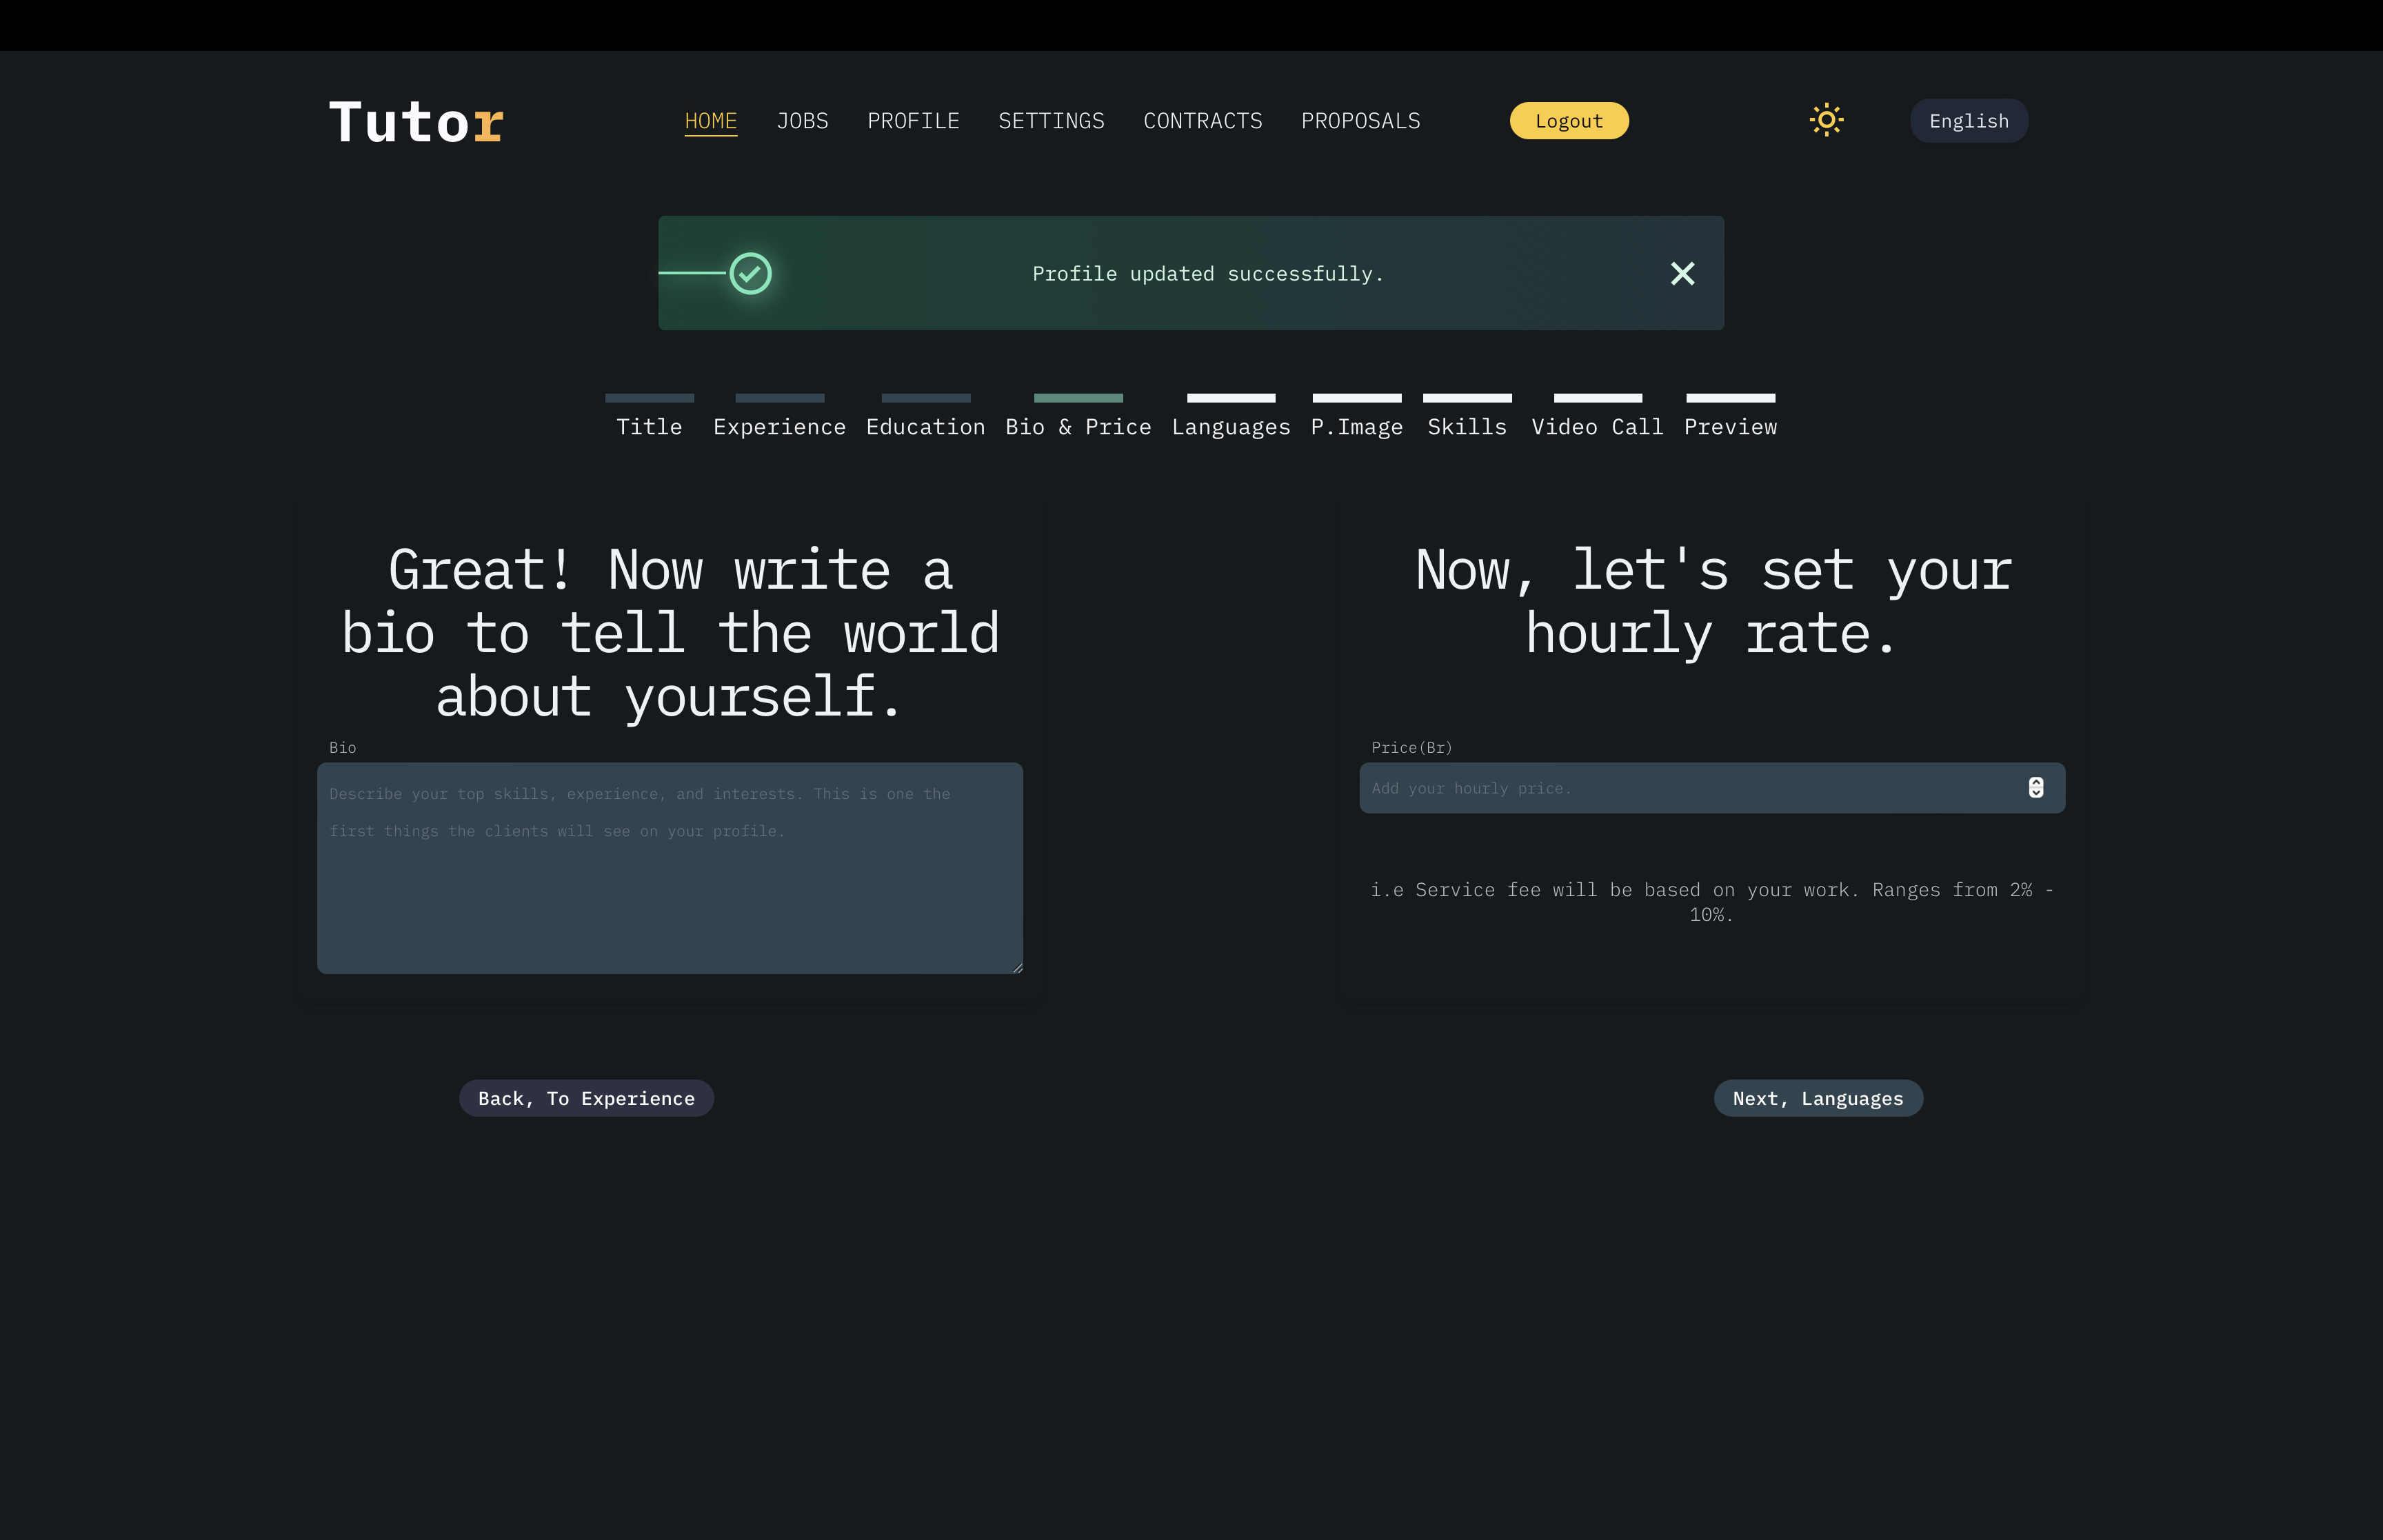 Tutor
HOME JOBS PROFILE SETTINGS CONTRACTS PROPOSALS Logout English
Profile updated successfully.
Title Experience Education Bio & Price Languages P.Image Skills Video Call Preview
Great! Now write a
bio to tell the world
about yourself.
Bio
Describe your top skills, experience, and interests. This is one the
first things the clients will see on your profile.
Now, let's set your
hourly rate.
Price(Br)
Add your hourly price.
i.e Service fee will be based on your work. Ranges from 2% -
10%.
Back, To Experience
Next, Languages